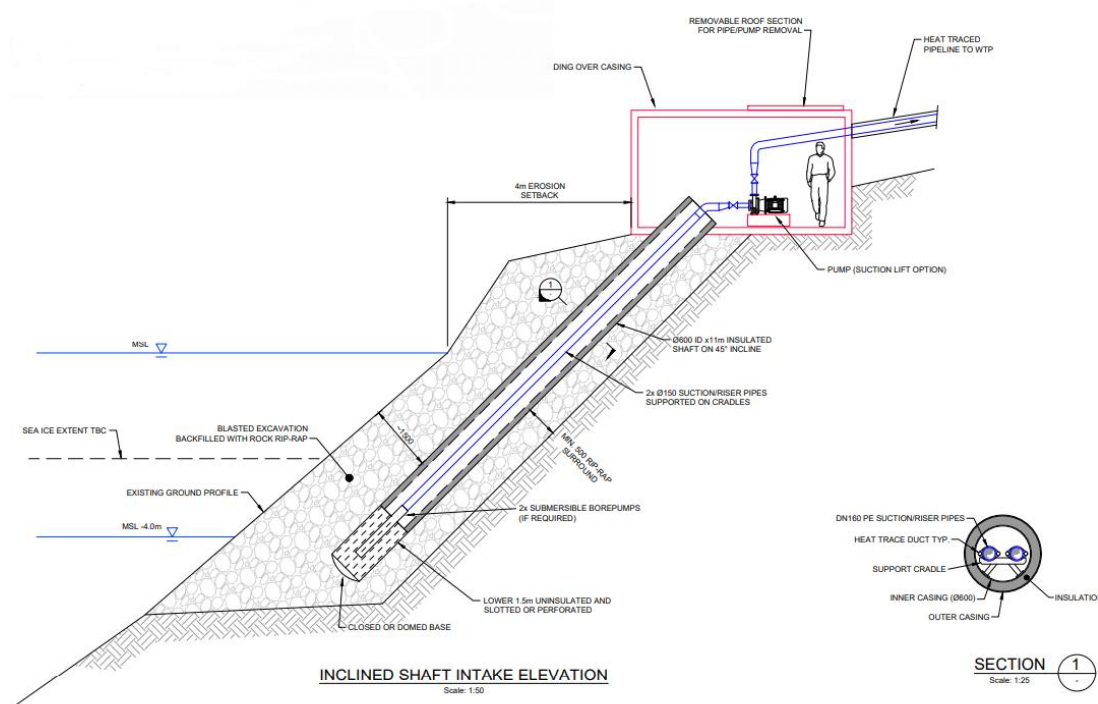 REMOVABLE ROOF SECTION
FOR PIPE/PUMP REMOVAL
HEAT TRACED
PIPELINE TO WTP
DING OVER CASING
4m EROSION
SETBACK
PUMP (SUCTION LIFT OPTION)
1
-
MSL
Ø600 ID x11m INSULATED
SHAFT ON 45° INCLINE
2x Ø150 SUCTION/RISER PIPES
SUPPORTED ON CRADLES
SEA ICE EXTENT TBC
BLASTED EXCAVATION
BACKFILLED WITH ROCK RIP-RAP
~1500
MIN. 500 RIP-RAP
SURROUND
EXISTING GROUND PROFILE
2x SUBMERSIBLE BOREPUMPS
(IF REQUIRED)
MSL -4.0m
DN160 PE SUCTION/RISER PIPES
HEAT TRACE DUCT TYP.
SUPPORT CRADLE
INNER CASING (Ø600)
INSULATIO
OUTER CASING
LOWER 1.5m UNINSULATED AND
SLOTTED OR PERFORATED
CLOSED OR DOMED BASE
INCLINED SHAFT INTAKE ELEVATION
Scale: 1:50
SECTION 1
Scale: 1:25 -